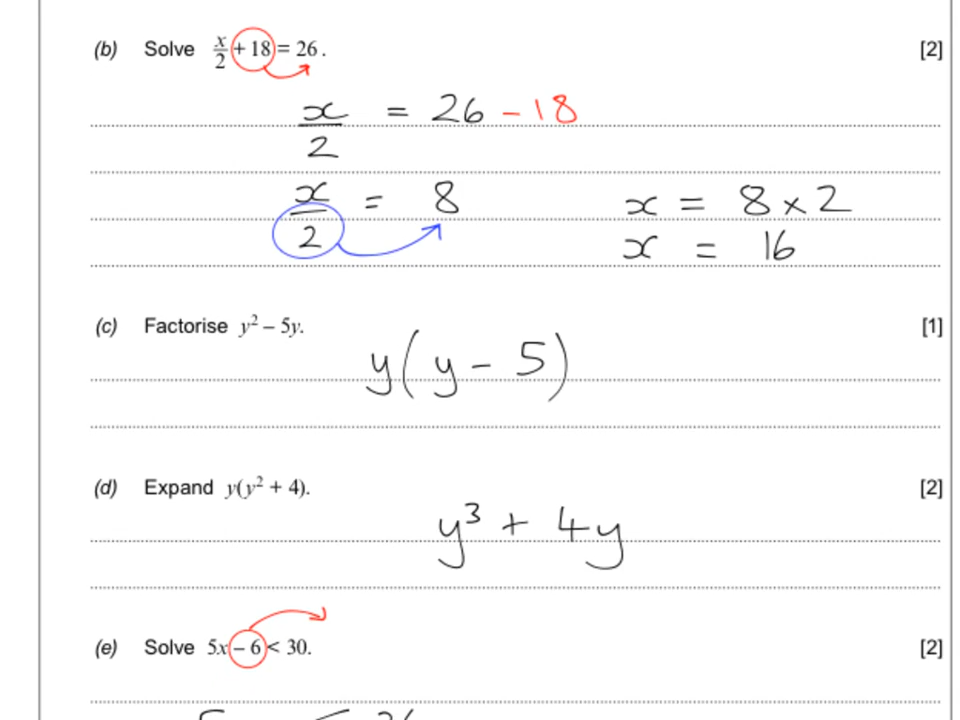 (b) Solve x/2 + 18 = 26. [2]
x/2 = 26 - 18
x/2 = 8
x = 8 × 2
x = 16
(c) Factorise y² – 5y. [1]
y(y - 5)
(d) Expand y(y² + 4). [2]
y³ + 4y
(e) Solve 5x – 6 < 30. [2]